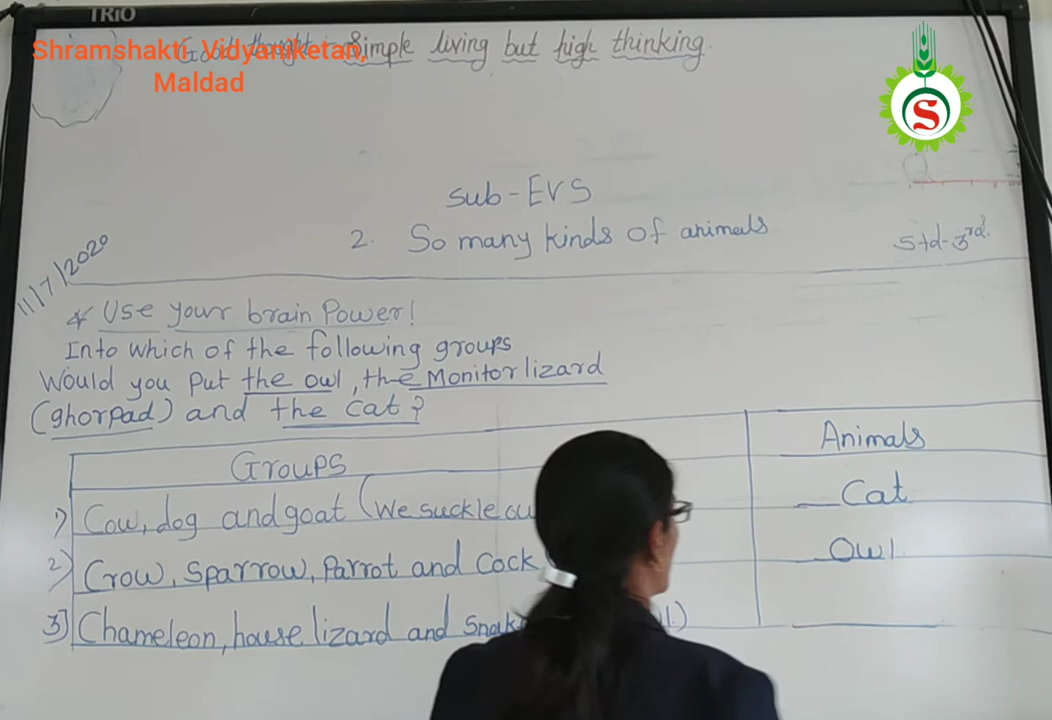 TRIO
Shramshakti Vidyaniketan,
Maldad
Simple living but high thinking.
S
Sub-EVS
2. So many kinds of animals
Std-3rd.
11/7/2020
* Use your brain Power!
Into which of the following groups
Would you put the owl, the Monitor lizard
(ghorpad) and the cat?
Groups Animals
1) Cow, dog and goat (We suckle Cat
2) Crow, Sparrow, Parrot and Cock Owl
3] Chameleon, house lizard and